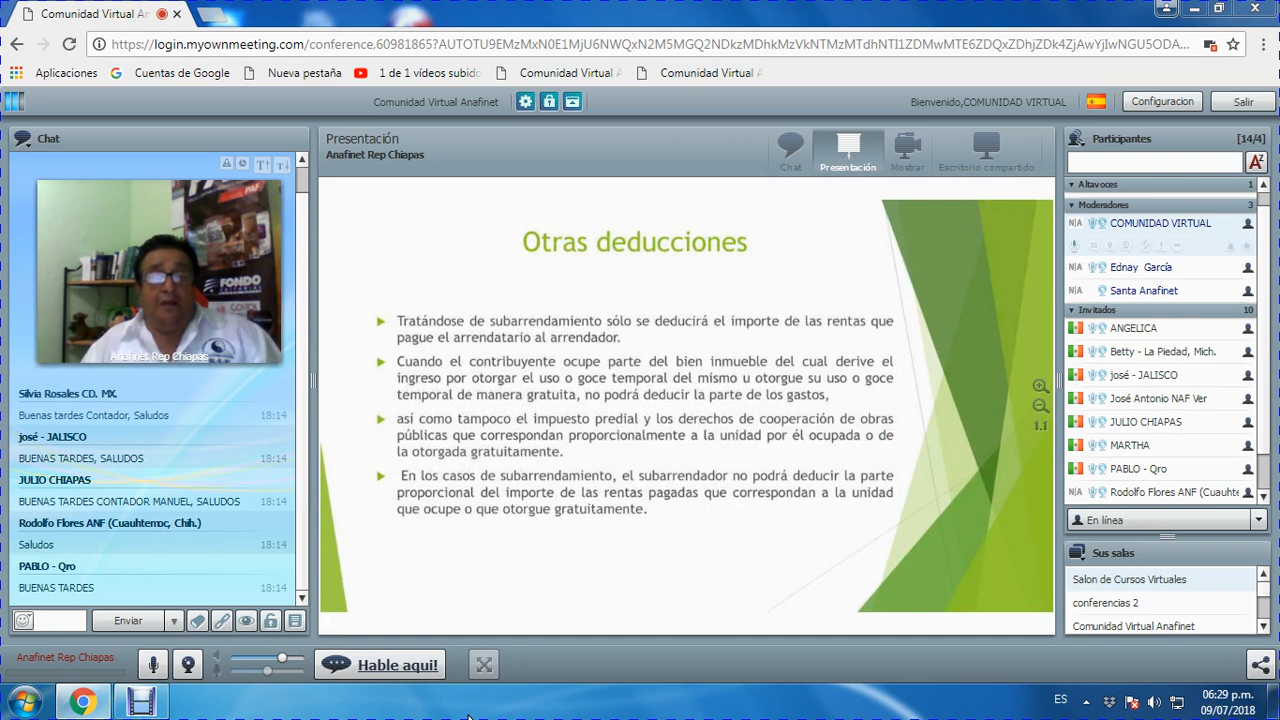 Comunidad Virtual An
https://login.myownmeeting.com/conference,60981865?AUTOTU9EMzMxN0E1MjU6NWQxN2M5MGQ2NDkzMDhkMzVkNTMzMTdhNTI1ZDMwMTE6ZDQxZDhjZDk4ZjAwYjIwNGU5ODA...
Aplicaciones
Cuentas de Google
Nueva pestaña
1 de 1 vídeos subido
Comunidad Virtual A
Comunidad Virtual A
Comunidad Virtual Anafinet
Bienvenido,COMUNIDAD VIRTUAL
Configuracion
Salir
Chat
FONDO
Anafinet Rep Chiapas
Silvia Rosales CD. MX.
Buenas tardes Contador, Saludos 18:14
josé - JALISCO
BUENAS TARDES, SALUDOS 18:14
JULIO CHIAPAS
BUENAS TARDES CONTADOR MANUEL, SALUDOS 18:14
Rodolfo Flores ANF (Cuauhtemoc, Chih.)
Saludos 18:14
PABLO - Qro
BUENAS TARDES 18:14
Enviar
Presentación
Anafinet Rep Chiapas
Chat
Presentación
Mostrar
Escritorio compartido
Otras deducciones
Tratándose de subarrendamiento sólo se deducirá el importe de las rentas que
pague el arrendatario al arrendador.
Cuando el contribuyente ocupe parte del bien inmueble del cual derive el
ingreso por otorgar el uso o goce temporal del mismo u otorgue su uso o goce
temporal de manera gratuita, no podrá deducir la parte de los gastos,
así como tampoco el impuesto predial y los derechos de cooperación de obras
públicas que correspondan proporcionalmente a la unidad por él ocupada o de
la otorgada gratuitamente.
En los casos de subarrendamiento, el subarrendador no podrá deducir la parte
proporcional del importe de las rentas pagadas que correspondan a la unidad
que ocupe o que otorgue gratuitamente.
1.1
Participantes [14/4]
Altavoces 1
Moderadores 3
N/A COMUNIDAD VIRTUAL
N/A Ednay García
N/A Santa Anafinet
Invitados 10
ANGELICA
Betty - La Piedad, Mich.
josé - JALISCO
José Antonio NAF Ver
JULIO CHIAPAS
MARTHA
PABLO - Qro
N/A Rodolfo Flores ANF (Cuauhte
En línea
Sus salas
Salon de Cursos Virtuales
conferencias 2
Comunidad Virtual Anafinet
Anafinet Rep Chiapas
Hable aqui!
ES
06:29 p.m.
09/07/2018